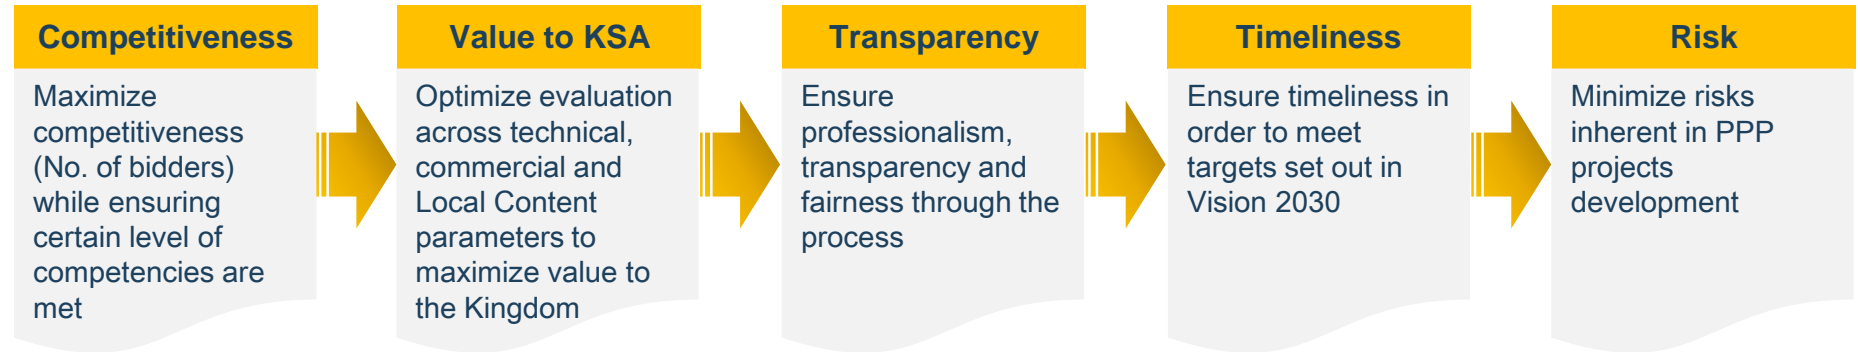 Competitiveness
Maximize
competitiveness
(No. of bidders)
while ensuring
certain level of
competencies are
met
Value to KSA
Optimize evaluation
across technical,
commercial and
Local Content
parameters to
maximize value to
the Kingdom
Transparency
Ensure
professionalism,
transparency and
fairness through the
process
Timeliness
Ensure timeliness in
order to meet
targets set out in
Vision 2030
Risk
Minimize risks
inherent in PPP
projects
development